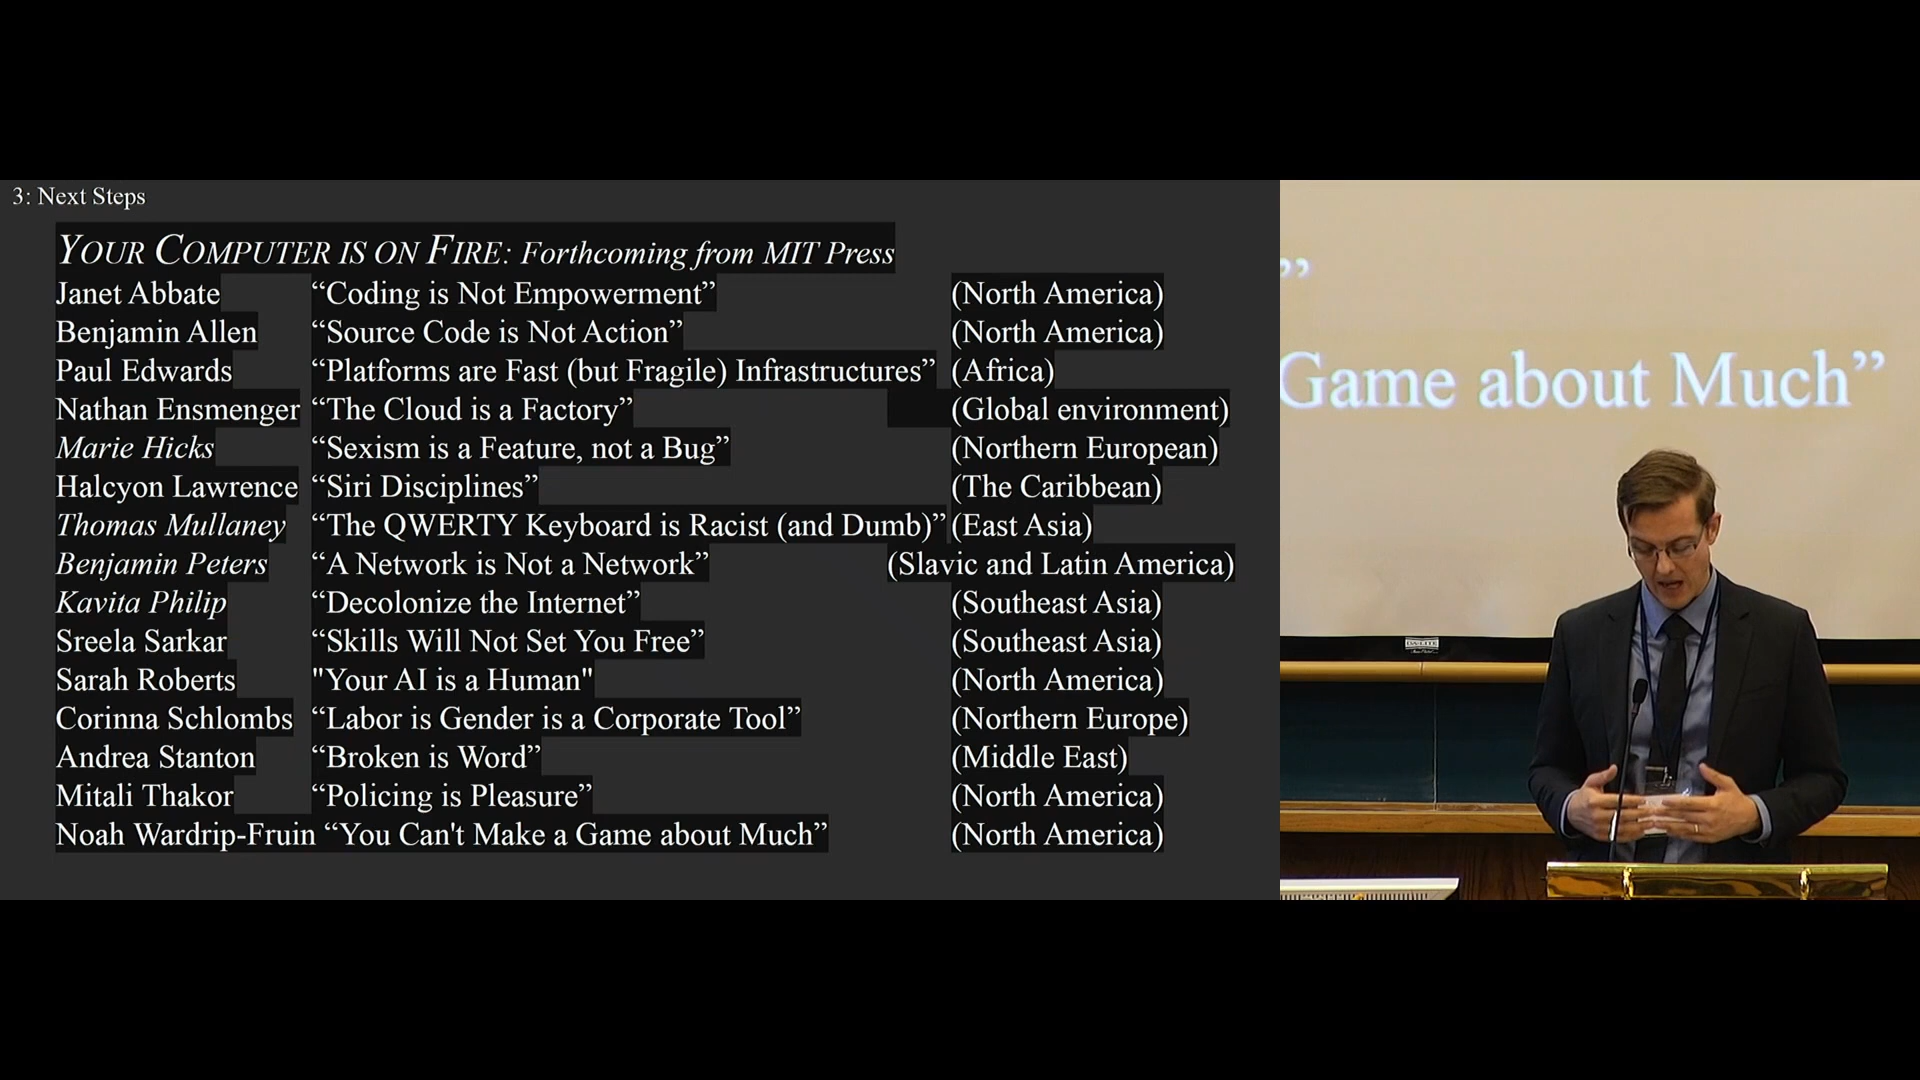 3: Next Steps
YOUR COMPUTER IS ON FIRE: Forthcoming from MIT Press
Janet Abbate “Coding is Not Empowerment” (North America)
Benjamin Allen “Source Code is Not Action” (North America)
Paul Edwards “Platforms are Fast (but Fragile) Infrastructures” (Africa)
Nathan Ensmenger “The Cloud is a Factory” (Global environment)
Marie Hicks “Sexism is a Feature, not a Bug” (Northern European)
Halcyon Lawrence “Siri Disciplines” (The Caribbean)
Thomas Mullaney “The QWERTY Keyboard is Racist (and Dumb)” (East Asia)
Benjamin Peters “A Network is Not a Network” (Slavic and Latin America)
Kavita Philip “Decolonize the Internet” (Southeast Asia)
Sreela Sarkar “Skills Will Not Set You Free” (Southeast Asia)
Sarah Roberts "Your AI is a Human" (North America)
Corinna Schlombs “Labor is Gender is a Corporate Tool” (Northern Europe)
Andrea Stanton “Broken is Word” (Middle East)
Mitali Thakor “Policing is Pleasure” (North America)
Noah Wardrip-Fruin “You Can't Make a Game about Much” (North America)
”
Game about Much”
DA-LITE